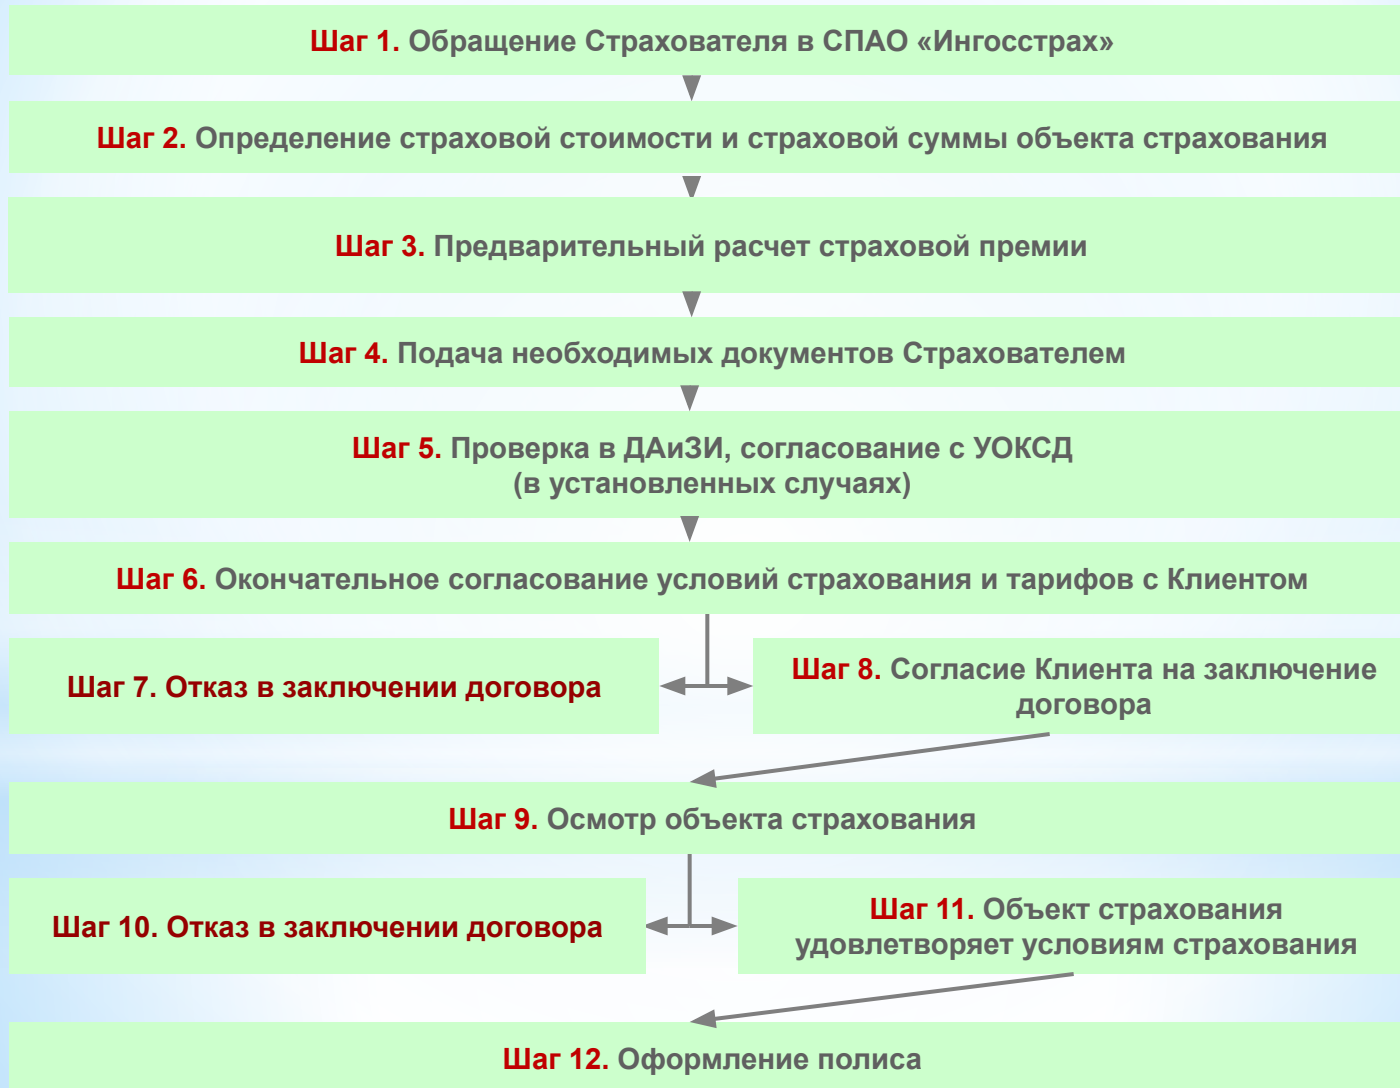 Шаг 1. Обращение Страхователя в СПАО «Ингосстрах»
Шаг 2. Определение страховой стоимости и страховой суммы объекта страхования
Шаг 3. Предварительный расчет страховой премии
Шаг 4. Подача необходимых документов Страхователем
Шаг 5. Проверка в ДАиЗИ, согласование с УОКСД
(в установленных случаях)
Шаг 6. Окончательное согласование условий страхования и тарифов с Клиентом
Шаг 7. Отказ в заключении договора
Шаг 8. Согласие Клиента на заключение
договора
Шаг 9. Осмотр объекта страхования
Шаг 10. Отказ в заключении договора
Шаг 11. Объект страхования
удовлетворяет условиям страхования
Шаг 12. Оформление полиса